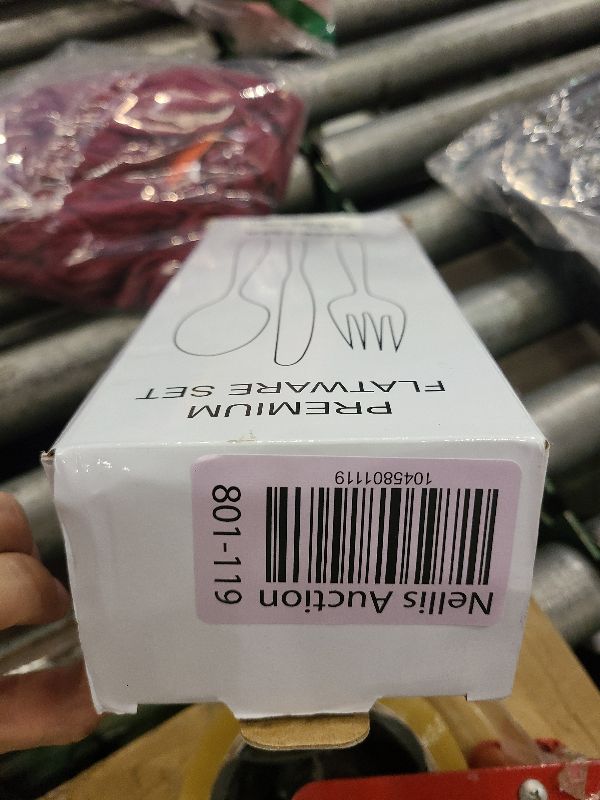 PREMIUM
FLATWARE SET
Nellis Auction
1045801119
801-119